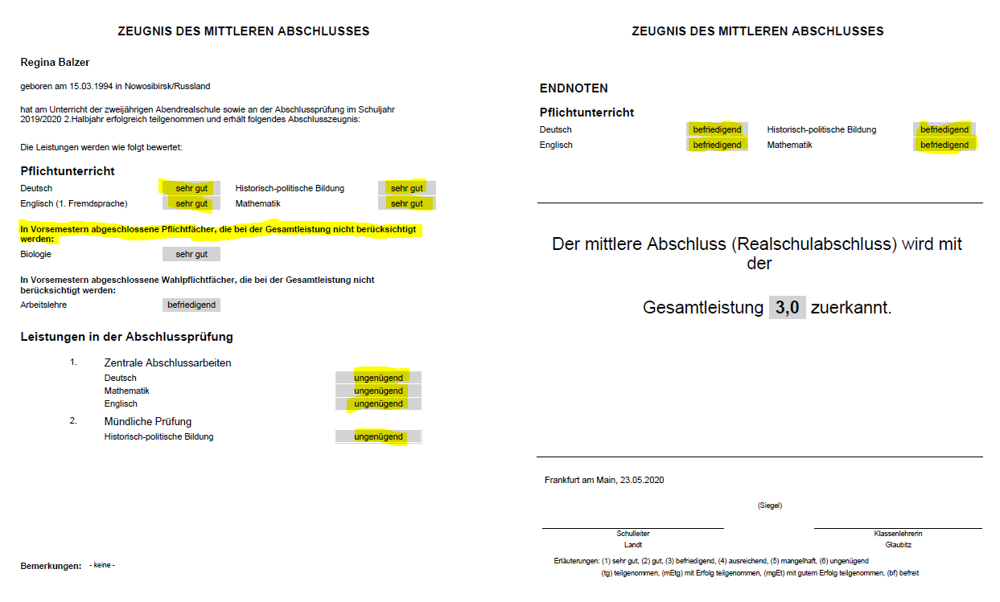 ZEUGNIS DES MITTLEREN ABSCHLUSSES
Regina Balzer
geboren am 15.03.1994 in Nowosibirsk/Russland
hat am Unterricht der zweijährigen Abendrealschule sowie an der Abschlussprüfung im Schuljahr
2019/2020 2.Halbjahr erfolgreich teilgenommen und erhält folgendes Abschlusszeugnis:
Die Leistungen werden wie folgt bewertet:
Pflichtunterricht
Deutsch sehr gut Historisch-politische Bildung sehr gut
Englisch (1. Fremdsprache) sehr gut Mathematik sehr gut
In Vorsemestern abgeschlossene Pflichtfächer, die bei der Gesamtleistung nicht berücksichtigt
werden:
Biologie sehr gut
In Vorsemestern abgeschlossene Wahlpflichtfächer, die bei der Gesamtleistung nicht
berücksichtigt werden:
Arbeitslehre befriedigend
Leistungen in der Abschlussprüfung
1. Zentrale Abschlussarbeiten
Deutsch ungenügend
Mathematik ungenügend
Englisch ungenügend
2. Mündliche Prüfung
Historisch-politische Bildung ungenügend
Bemerkungen: - keine -
ZEUGNIS DES MITTLEREN ABSCHLUSSES
ENDNOTEN
Pflichtunterricht
Deutsch befriedigend Historisch-politische Bildung befriedigend
Englisch befriedigend Mathematik befriedigend
Der mittlere Abschluss (Realschulabschluss) wird mit
der
Gesamtleistung 3,0 zuerkannt.
Frankfurt am Main, 23.05.2020
(Siegel)
Schulleiter Klassenlehrerin
Landt Glaubitz
Erläuterungen: (1) sehr gut, (2) gut, (3) befriedigend, (4) ausreichend, (5) mangelhaft, (6) ungenügend
(tg) teilgenommen, (mEtg) mit Erfolg teilgenommen, (mgEt) mit gutem Erfolg teilgenommen, (bf) befreit